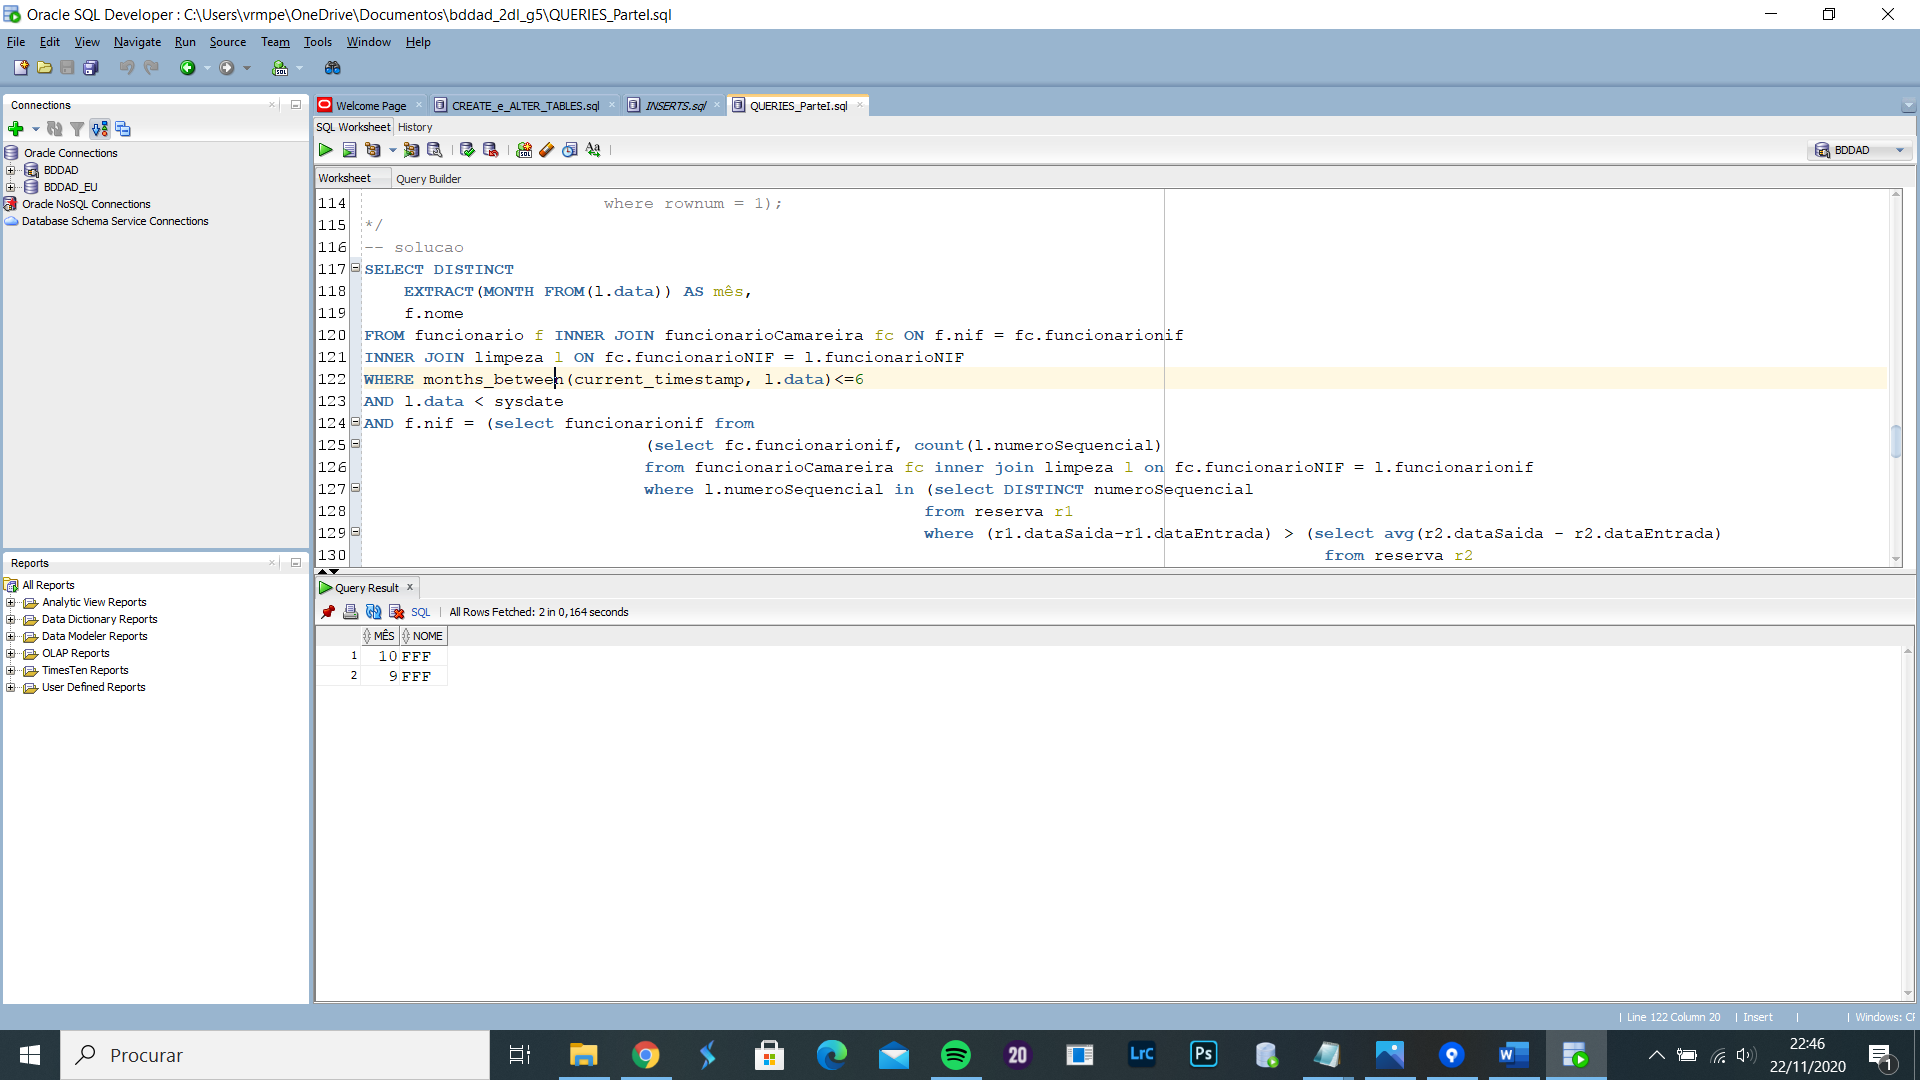 Oracle SQL Developer : C:\Users\vrmpe\OneDrive\Documentos\bddad_2dl_g5\QUERIES_ParteI.sql
File Edit View Navigate Run Source Team Tools Window Help
Connections
Oracle Connections
BDDAD
BDDAD_EU
Oracle NoSQL Connections
Database Schema Service Connections
Reports
All Reports
Analytic View Reports
Data Dictionary Reports
Data Modeler Reports
OLAP Reports
TimesTen Reports
User Defined Reports
Welcome Page CREATE_e_ALTER_TABLES.sql INSERTS.sql QUERIES_ParteI.sql
SQL Worksheet History
BDDAD
Worksheet Query Builder
114 where rownum = 1);
115 */
116 -- solucao
117 SELECT DISTINCT
118 EXTRACT(MONTH FROM(l.data)) AS mês,
119 f.nome
120 FROM funcionario f INNER JOIN funcionarioCamareira fc ON f.nif = fc.funcionarionif
121 INNER JOIN limpeza l ON fc.funcionarioNIF = l.funcionarioNIF
122 WHERE months_between(current_timestamp, l.data)<=6
123 AND l.data < sysdate
124 AND f.nif = (select funcionarionif from
125 (select fc.funcionarionif, count(l.numeroSequencial)
126 from funcionarioCamareira fc inner join limpeza l on fc.funcionarioNIF = l.funcionarionif
127 where l.numeroSequencial in (select DISTINCT numeroSequencial
128 from reserva r1
129 where (r1.dataSaida-r1.dataEntrada) > (select avg(r2.dataSaida - r2.dataEntrada)
130 from reserva r2
Query Result
SQL All Rows Fetched: 2 in 0,164 seconds
MÊS NOME
1 10 FFF
2 9 FFF
Line 122 Column 20 Insert Windows: CF
Procurar
20
LrC
Ps
22:46
22/11/2020
1